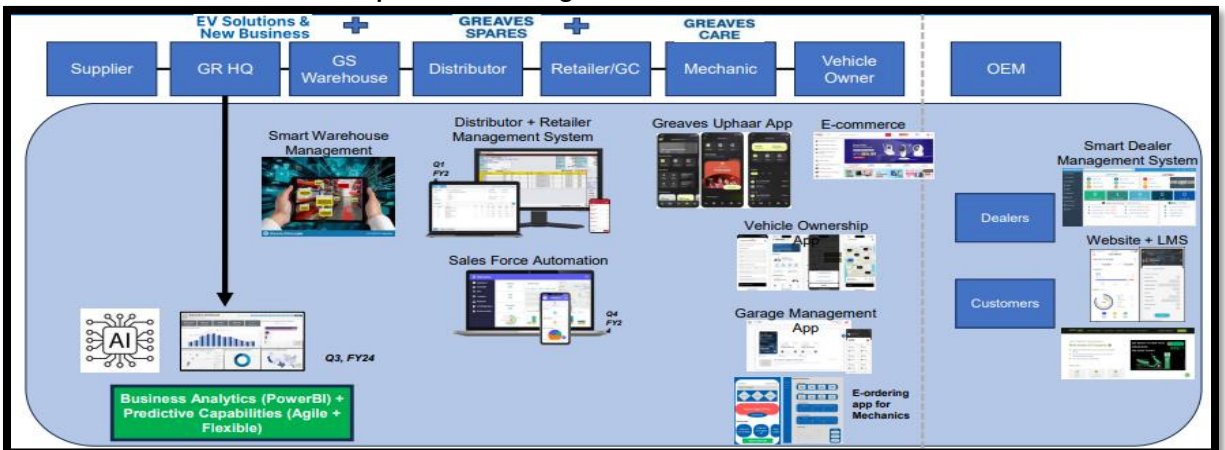 EV Solutions &
New Business
GREAVES
SPARES
GREAVES
CARE
Supplier
GR HQ
GS
Warehouse
Distributor
Retailer/GC
Mechanic
Vehicle
Owner
OEM
Smart Warehouse
Management
Distributor + Retailer
Management System
Q1
FY2
4
Greaves Uphaar App
E-commerce
Smart Dealer
Management System
Dealers
Vehicle Ownership
App
Website + LMS
Sales Force Automation
Q4
FY2
4
Customers
Garage Management
App
AI
Q3, FY24
Business Analytics (PowerBI) +
Predictive Capabilities (Agile +
Flexible)
E-ordering
app for
Mechanics